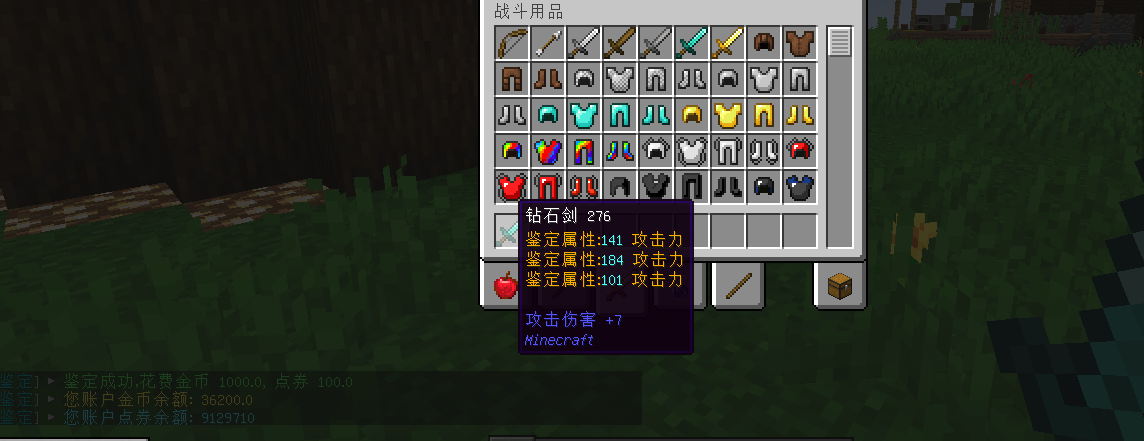 战斗用品
钻石剑 276
鉴定属性:141 攻击力
鉴定属性:184 攻击力
鉴定属性:101 攻击力
攻击伤害 +7
Minecraft
鉴定] ▸ 鉴定成功,花费金币 1000.0, 点券 100.0
鉴定] ▸ 您账户金币余额: 36200.0
鉴定] ▸ 您账户点券余额: 9129710